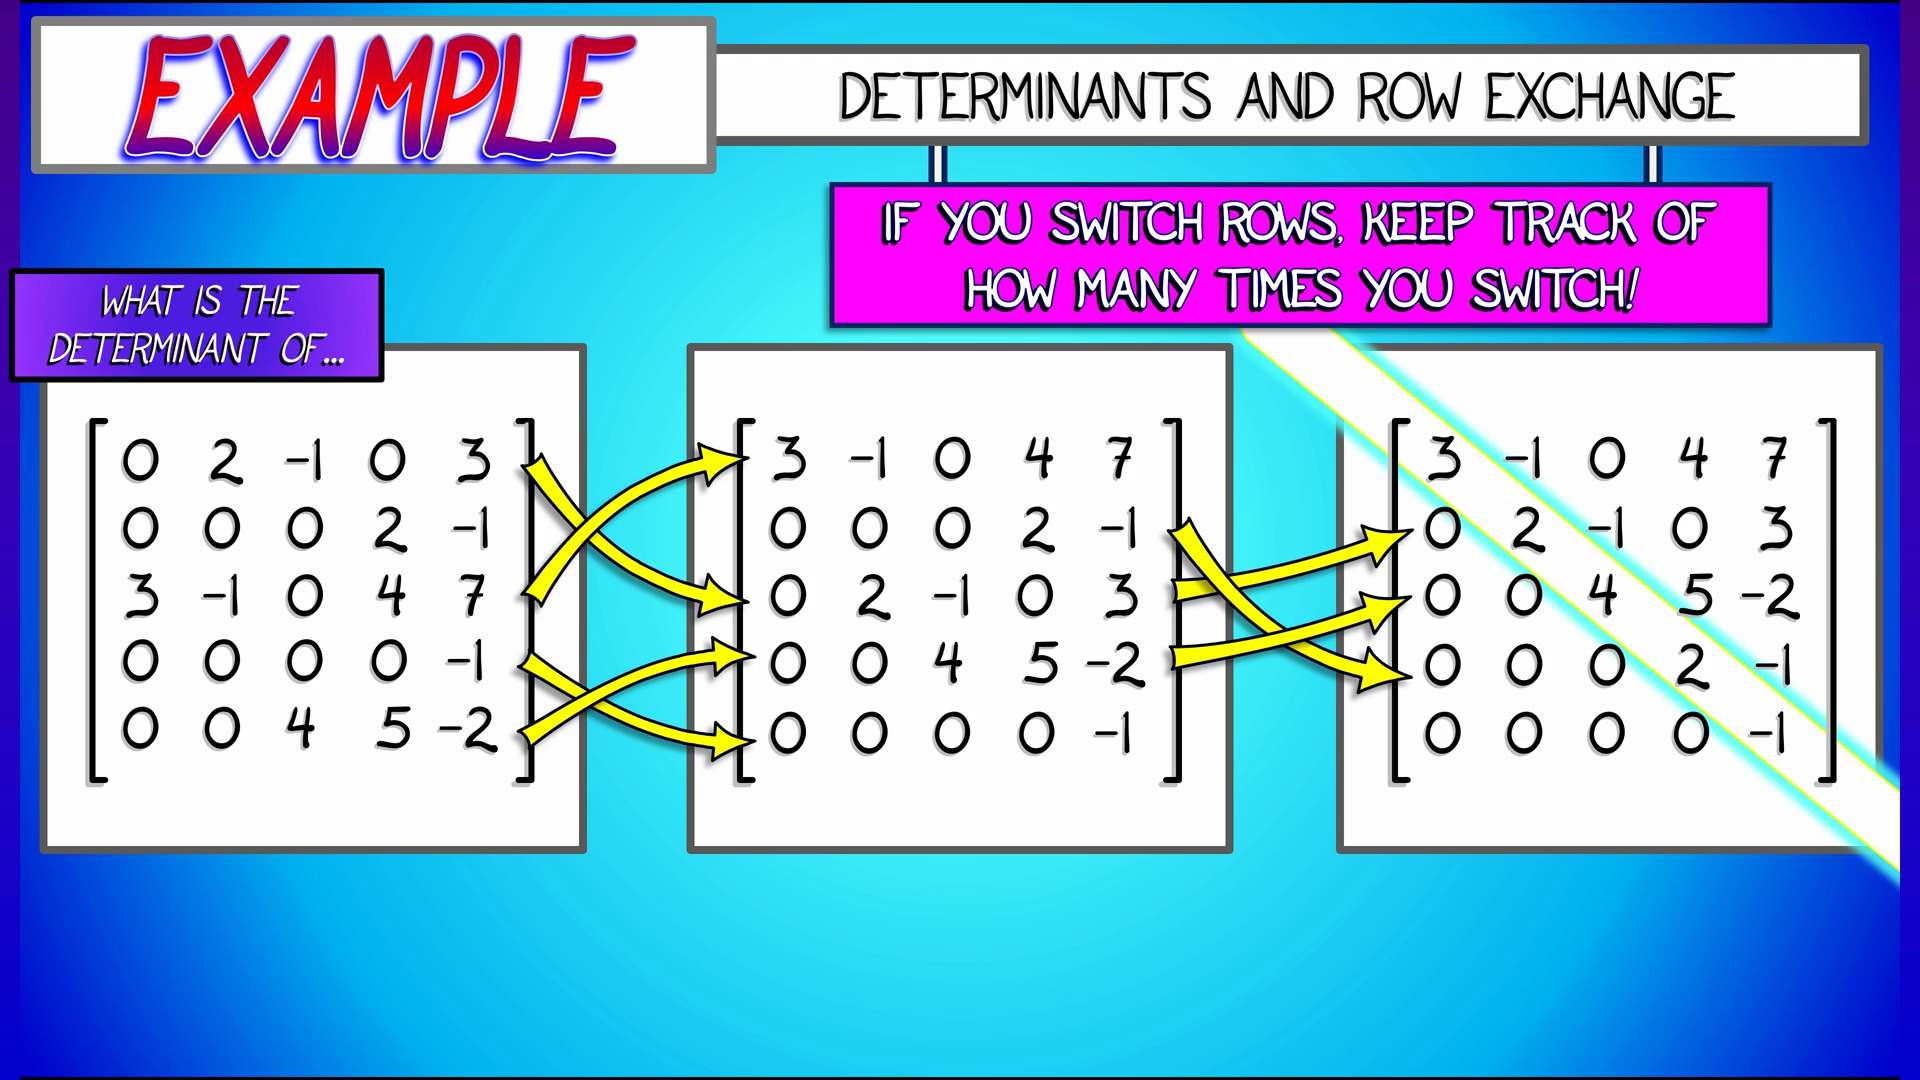 EXAMPLE
DETERMINANTS AND ROW EXCHANGE
IF YOU SWITCH ROWS, KEEP TRACK OF
HOW MANY TIMES YOU SWITCH!
WHAT IS THE
DETERMINANT OF...
0 2 -1 0 3
0 0 0 2 -1
3 -1 0 4 7
0 0 0 0 -1
0 0 4 5 -2
3 -1 0 4 7
0 0 0 2 -1
0 2 -1 0 3
0 0 4 5 -2
0 0 0 0 -1
3 -1 0 4 7
0 2 -1 0 3
0 0 4 5 -2
0 0 0 2 -1
0 0 0 0 -1